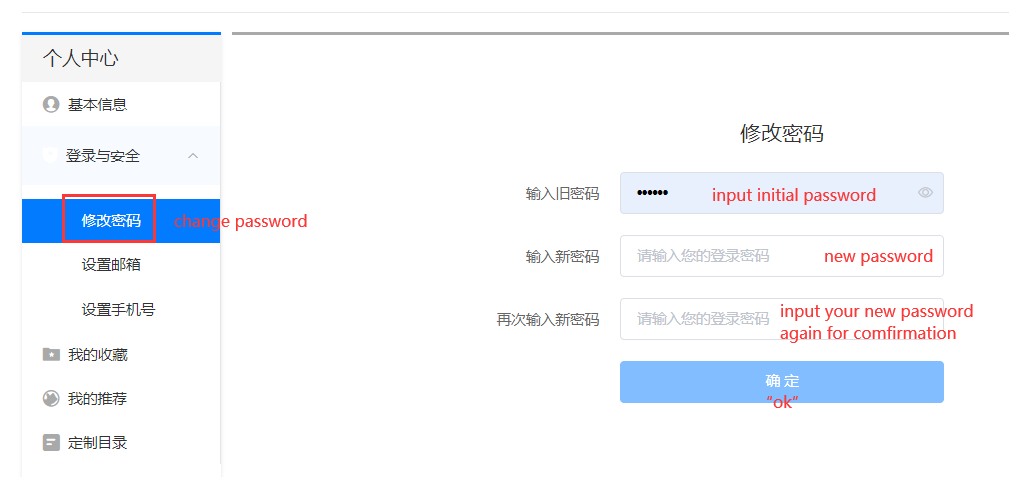 个人中心
基本信息
登录与安全
修改密码
change password
设置邮箱
设置手机号
我的收藏
我的推荐
定制目录
修改密码
输入旧密码
•••••• input initial password
输入新密码
请输入您的登录密码 new password
再次输入新密码
请输入您的登录密码
input your new password
again for comfirmation
确 定
"ok"